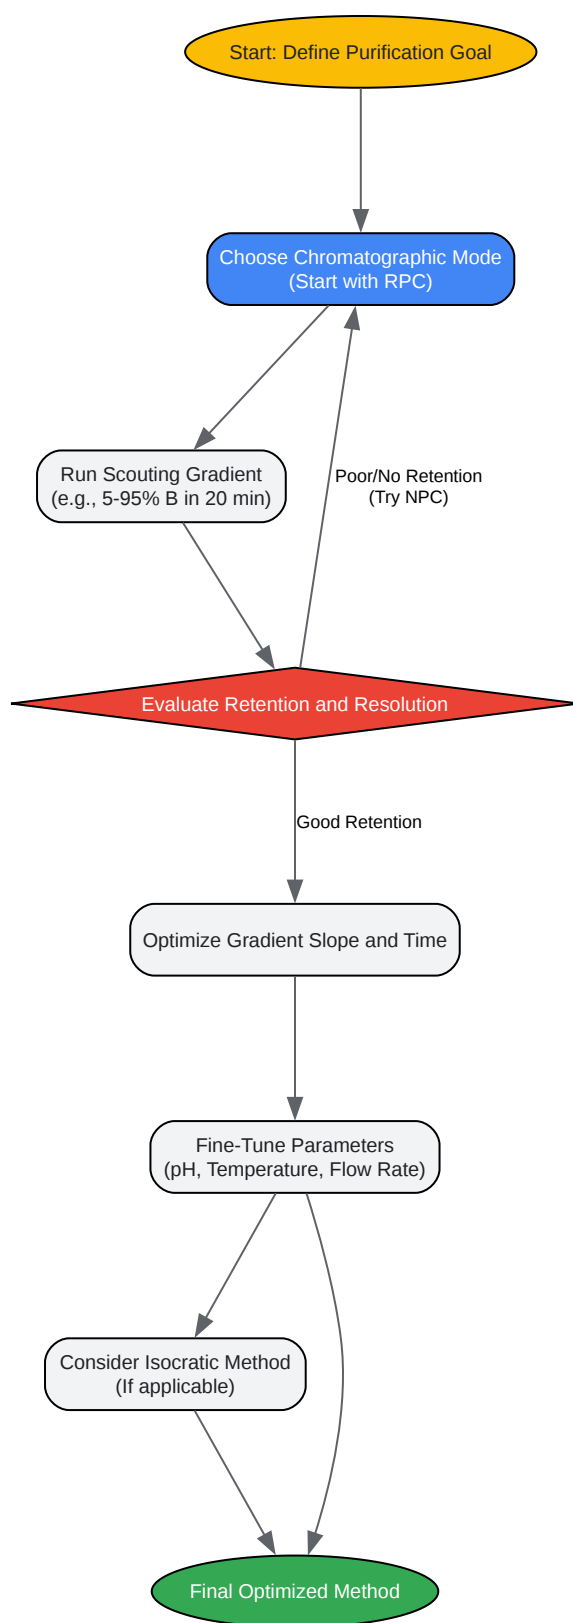 Start: Define Purification Goal
Choose Chromatographic Mode
(Start with RPC)
Run Scouting Gradient
(e.g., 5-95% B in 20 min)
Poor/No Retention
(Try NPC)
Evaluate Retention and Resolution
Good Retention
Optimize Gradient Slope and Time
Fine-Tune Parameters
(pH, Temperature, Flow Rate)
Consider Isocratic Method
(If applicable)
Final Optimized Method